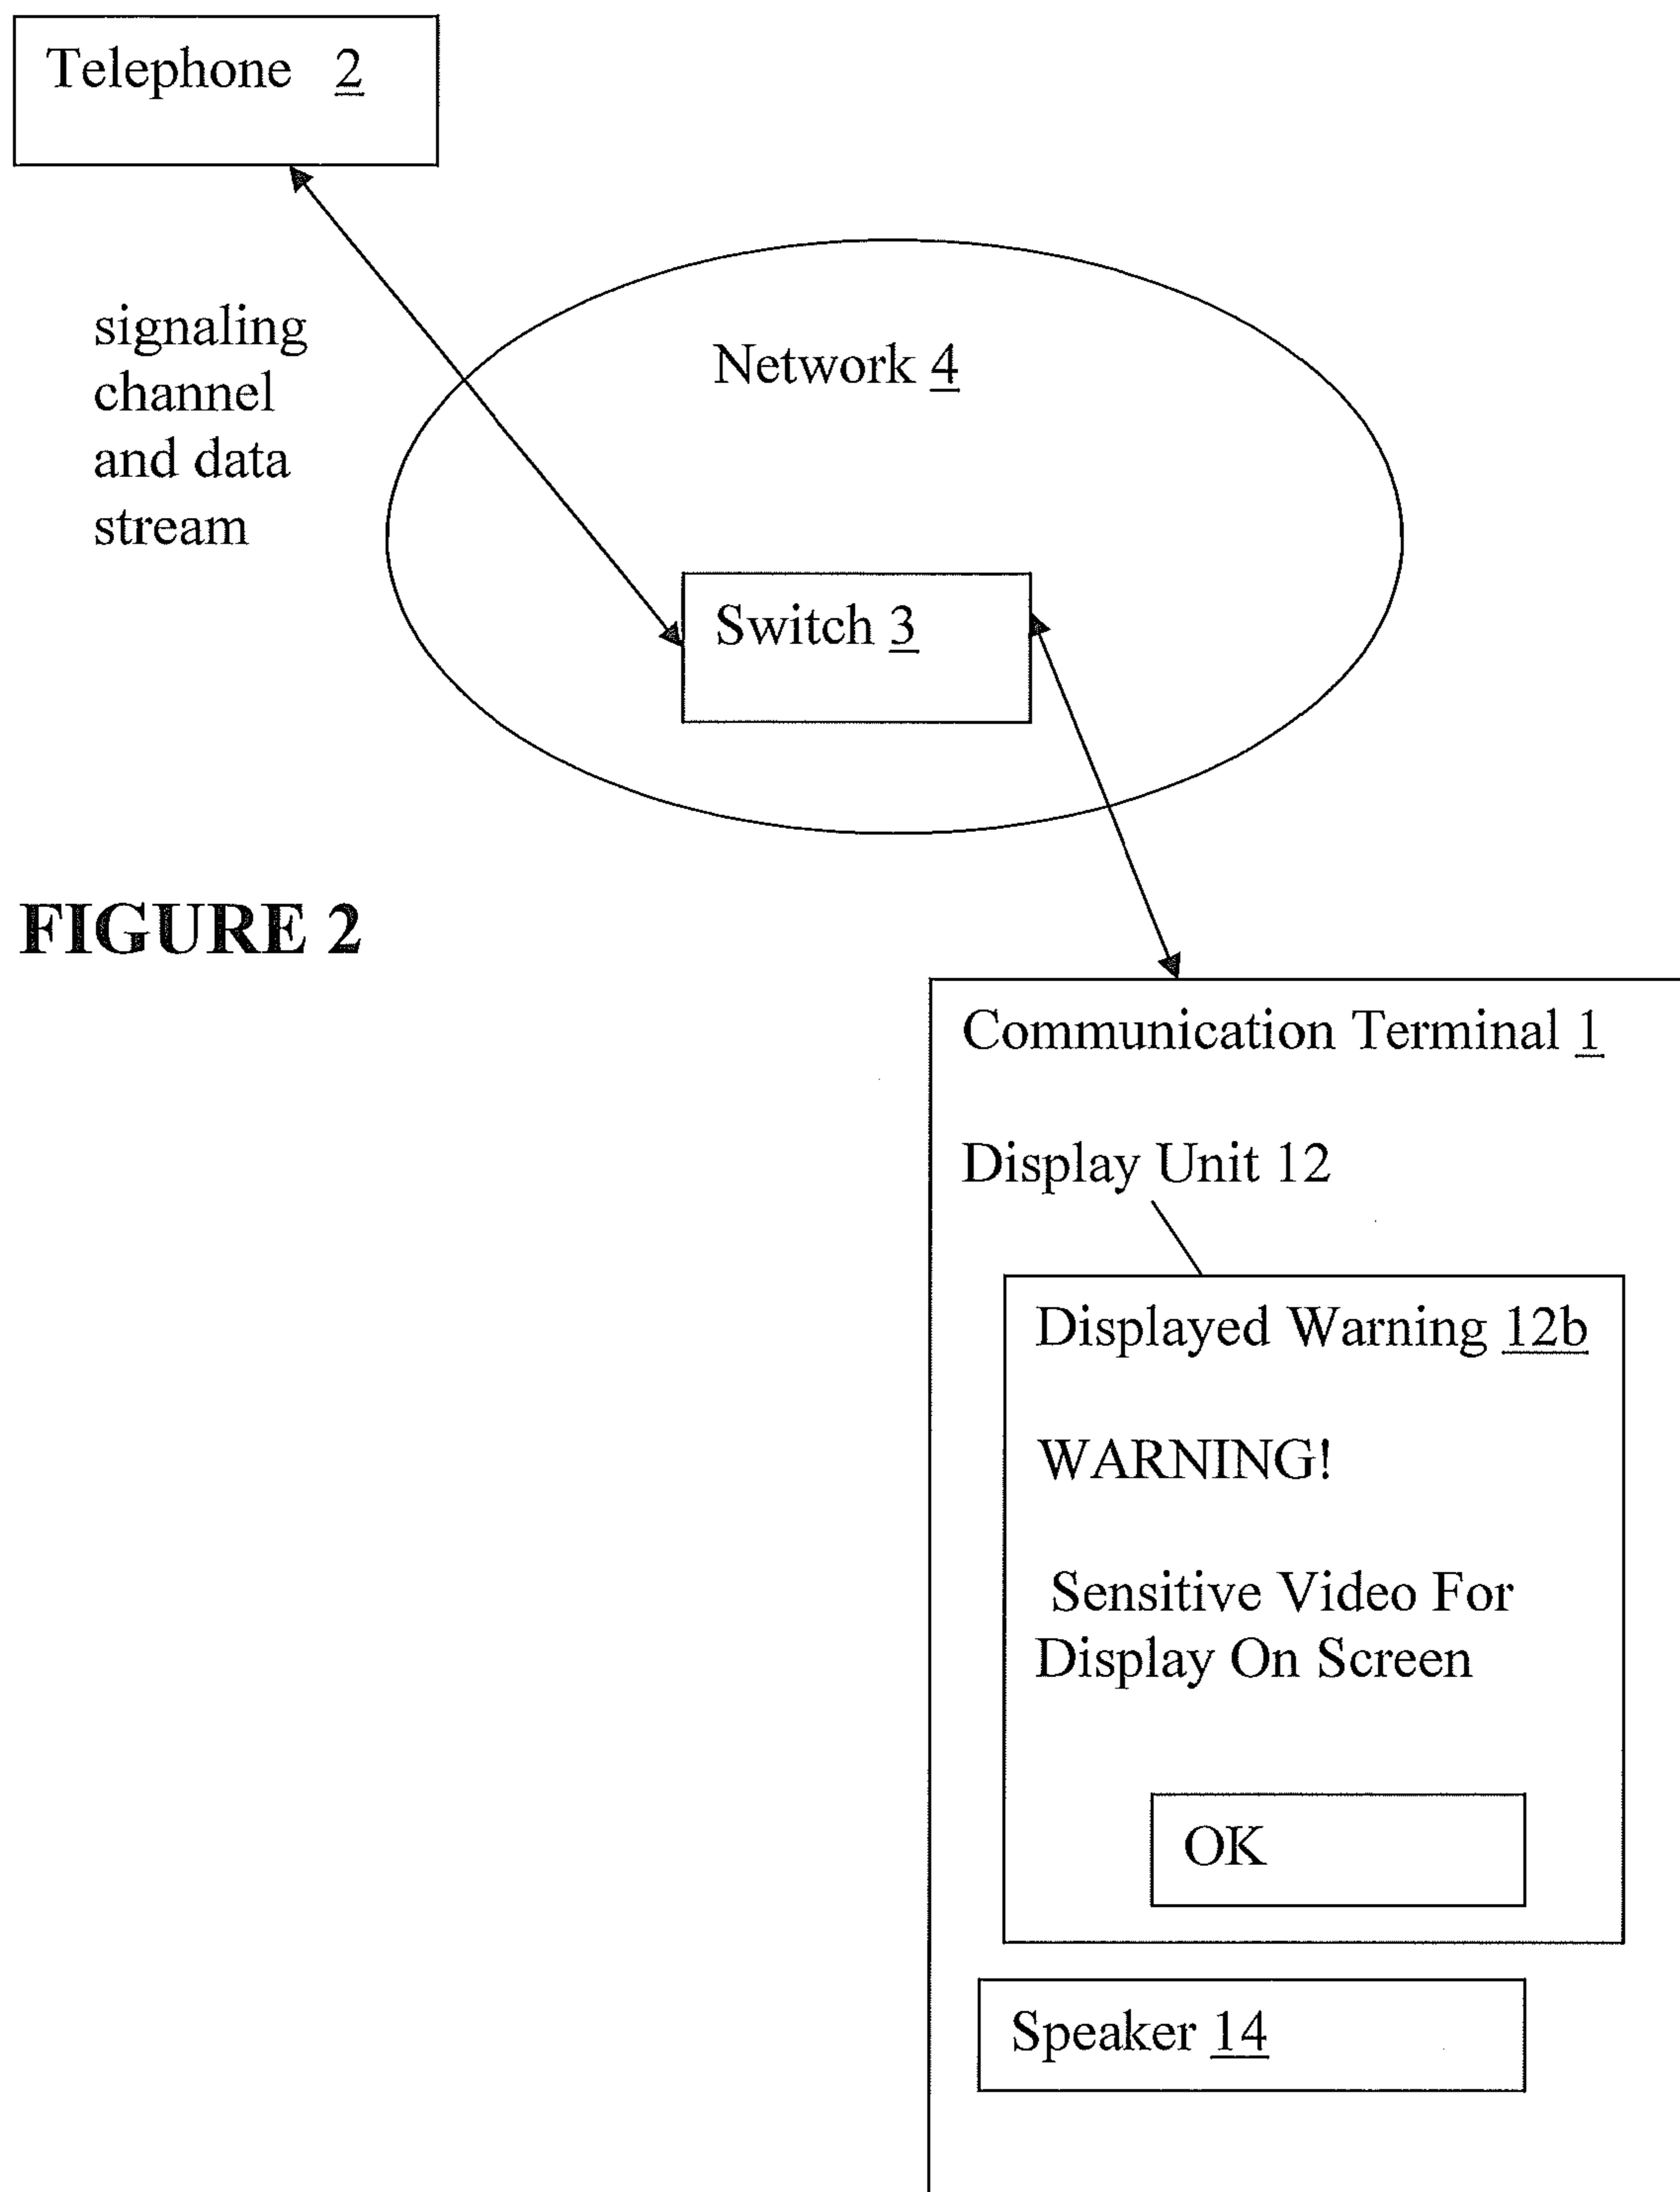 Telephone 2
signaling
channel
and data
stream
Network 4
Switch 3
FIGURE 2
Communication Terminal 1
Display Unit 12
Displayed Warning 12b
WARNING!
Sensitive Video For
Display On Screen
OK
Speaker 14